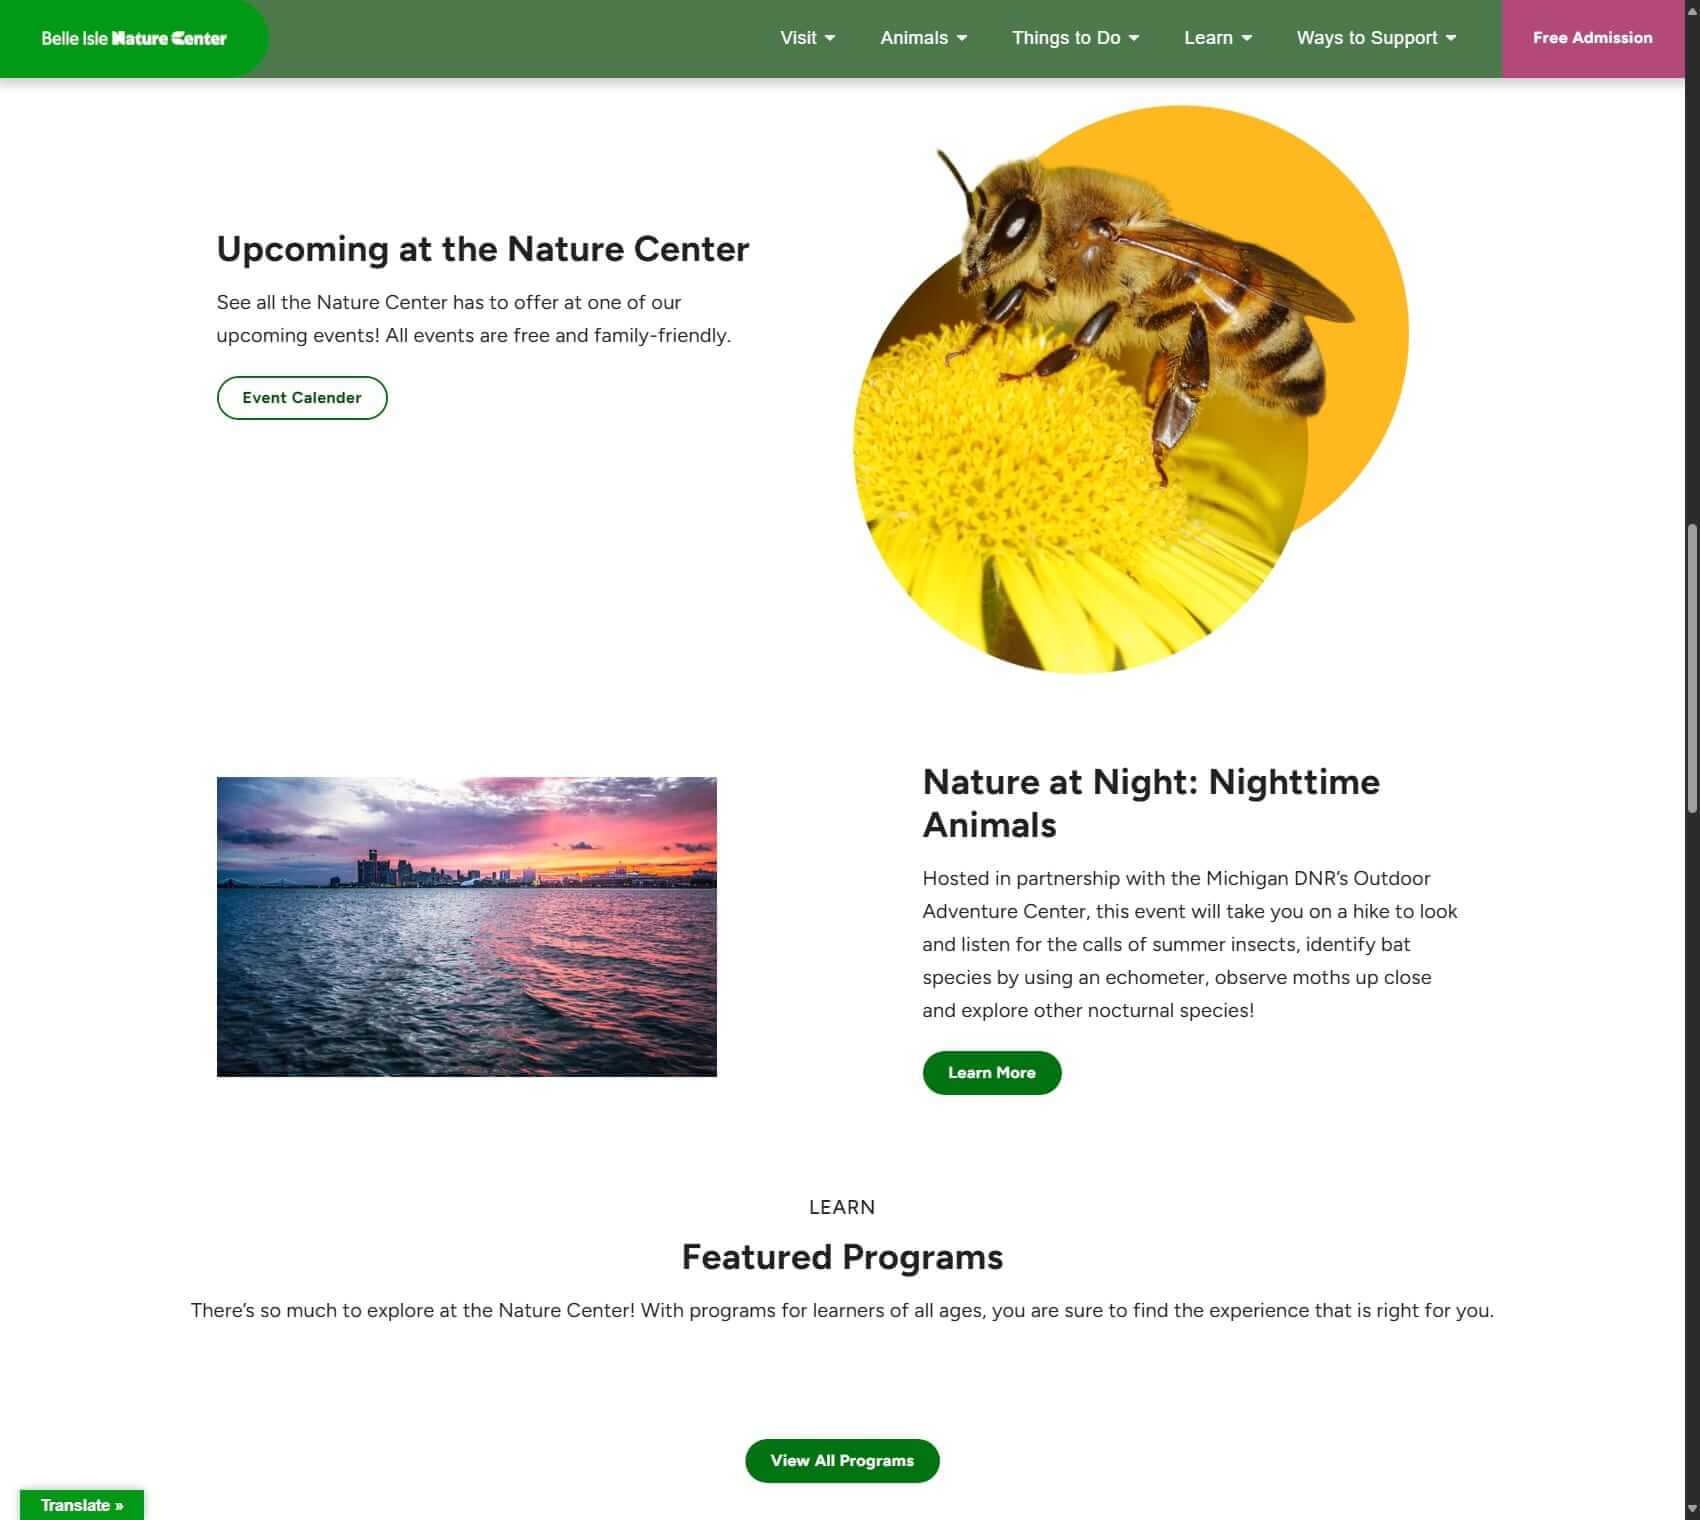 Belle Isle Nature Center
Visit
Animals
Things to Do
Learn
Ways to Support
Free Admission
Upcoming at the Nature Center
See all the Nature Center has to offer at one of our
upcoming events! All events are free and family-friendly.
Event Calender
Nature at Night: Nighttime
Animals
Hosted in partnership with the Michigan DNR’s Outdoor
Adventure Center, this event will take you on a hike to look
and listen for the calls of summer insects, identify bat
species by using an echometer, observe moths up close
and explore other nocturnal species!
Learn More
LEARN
Featured Programs
There’s so much to explore at the Nature Center! With programs for learners of all ages, you are sure to find the experience that is right for you.
View All Programs
Translate »